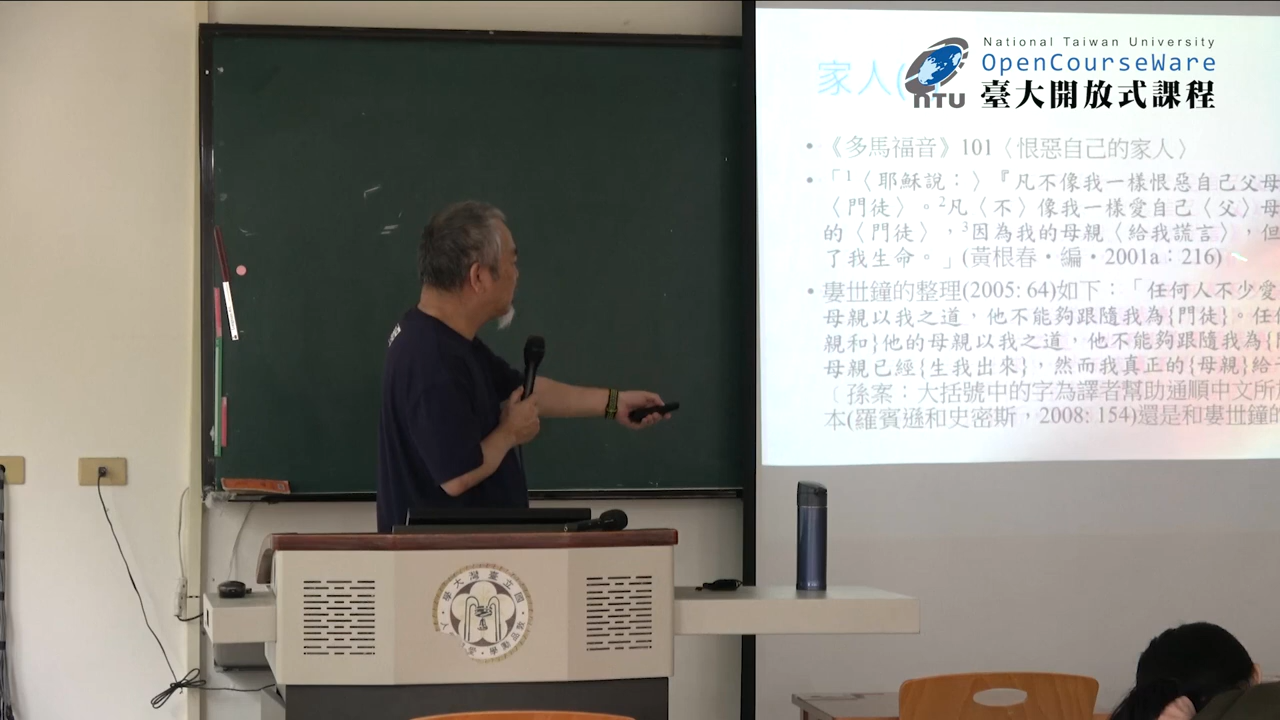 National Taiwan University
OpenCourseWare
臺大開放式課程
NTU
家人(
• 《多馬福音》101〈恨惡自己的家人〉
• 「1〈耶穌說：〉『凡不像我一樣恨惡自己父母
〈門徒〉。2凡〈不〉像我一樣愛自己〈父〉母
的〈門徒〉，3因為我的母親〈給我謊言〉，但
了我生命。」(黃根春‧編‧2001a：216)
• 婁世鐘的整理(2005: 64)如下：「任何人不少愛
母親以我之道，他不能夠跟隨我為{門徒}。任
親和}他的母親以我之道，他不能夠跟隨我為{
母親已經{生我出來}，然而我真正的{母親}給
〔孫案：大括號中的字為譯者幫助通順中文所
本(羅賓遜和史密斯，2008: 154)還是和婁世鐘的
國立臺灣大學